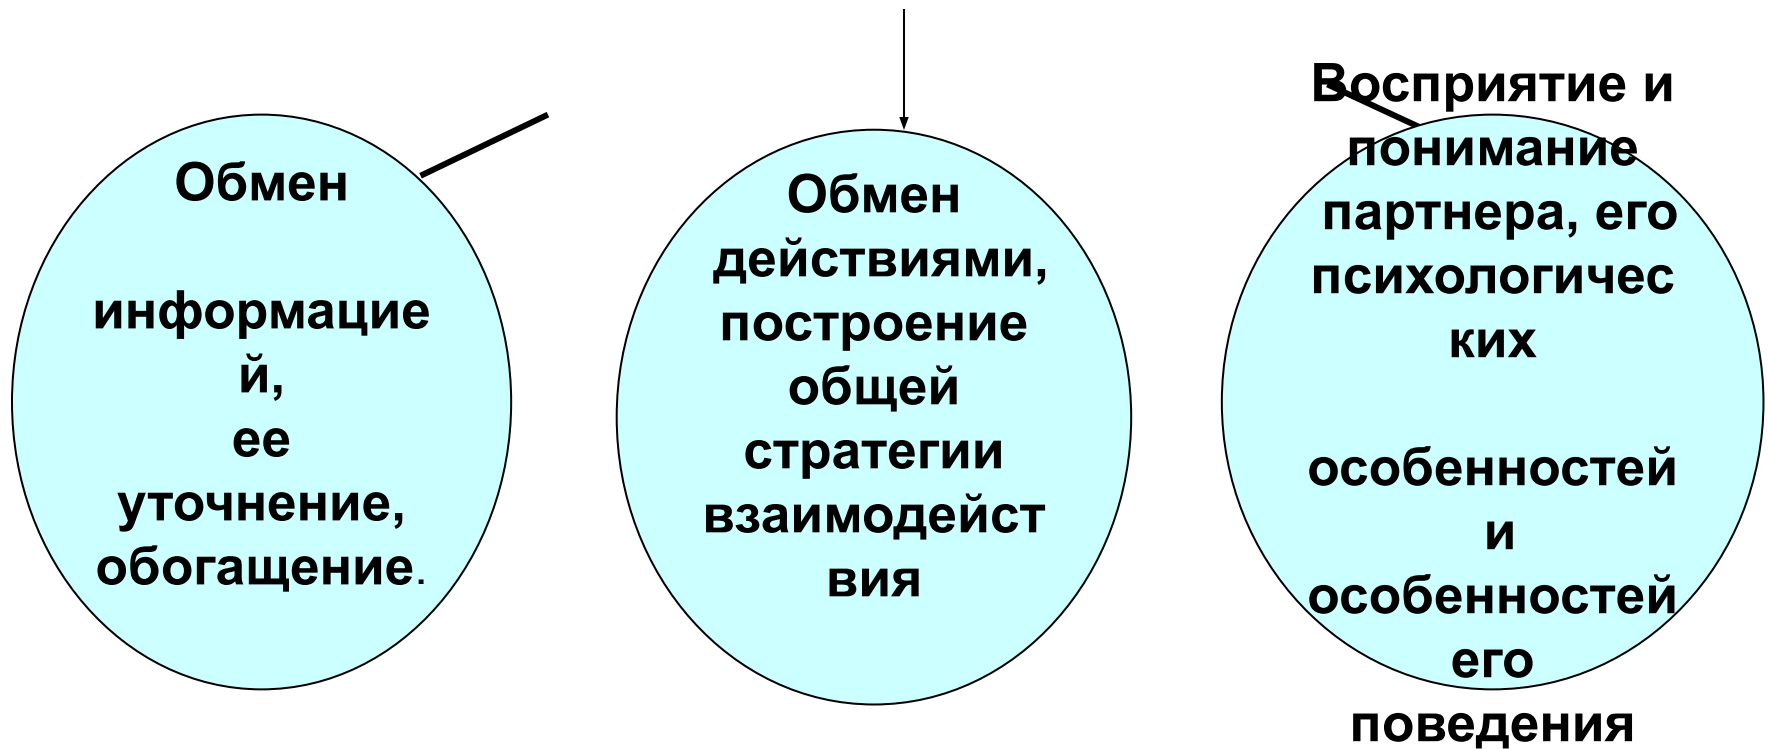 Обмен
информацие
й,
ее
уточнение,
обогащение.
Обмен
действиями,
построение
общей
стратегии
взаимодейст
вия
Восприятие и
понимание
партнера, его
психологичес
ких
особенностей
и
особенностей
его
поведения